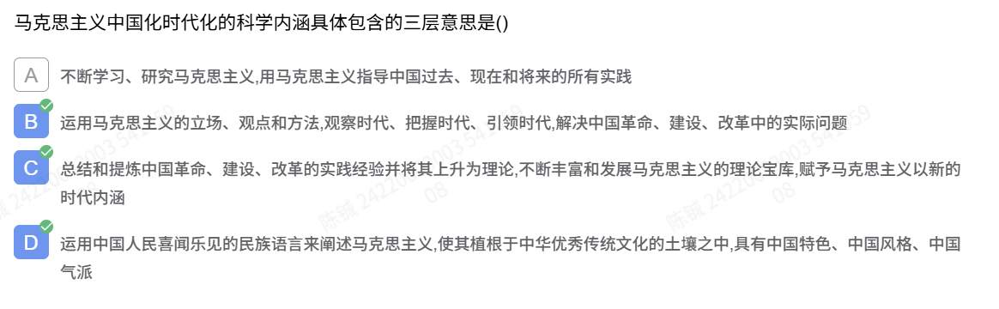 马克思主义中国化时代化的科学内涵具体包含的三层意思是()
A 不断学习、研究马克思主义,用马克思主义指导中国过去、现在和将来的所有实践
B 运用马克思主义的立场、观点和方法,观察时代、把握时代、引领时代,解决中国革命、建设、改革中的实际问题
C 总结和提炼中国革命、建设、改革的实践经验并将其上升为理论,不断丰富和发展马克思主义的理论宝库,赋予马克思主义以新的
时代内涵
D 运用中国人民喜闻乐见的民族语言来阐述马克思主义,使其植根于中华优秀传统文化的土壤之中,具有中国特色、中国风格、中国
气派